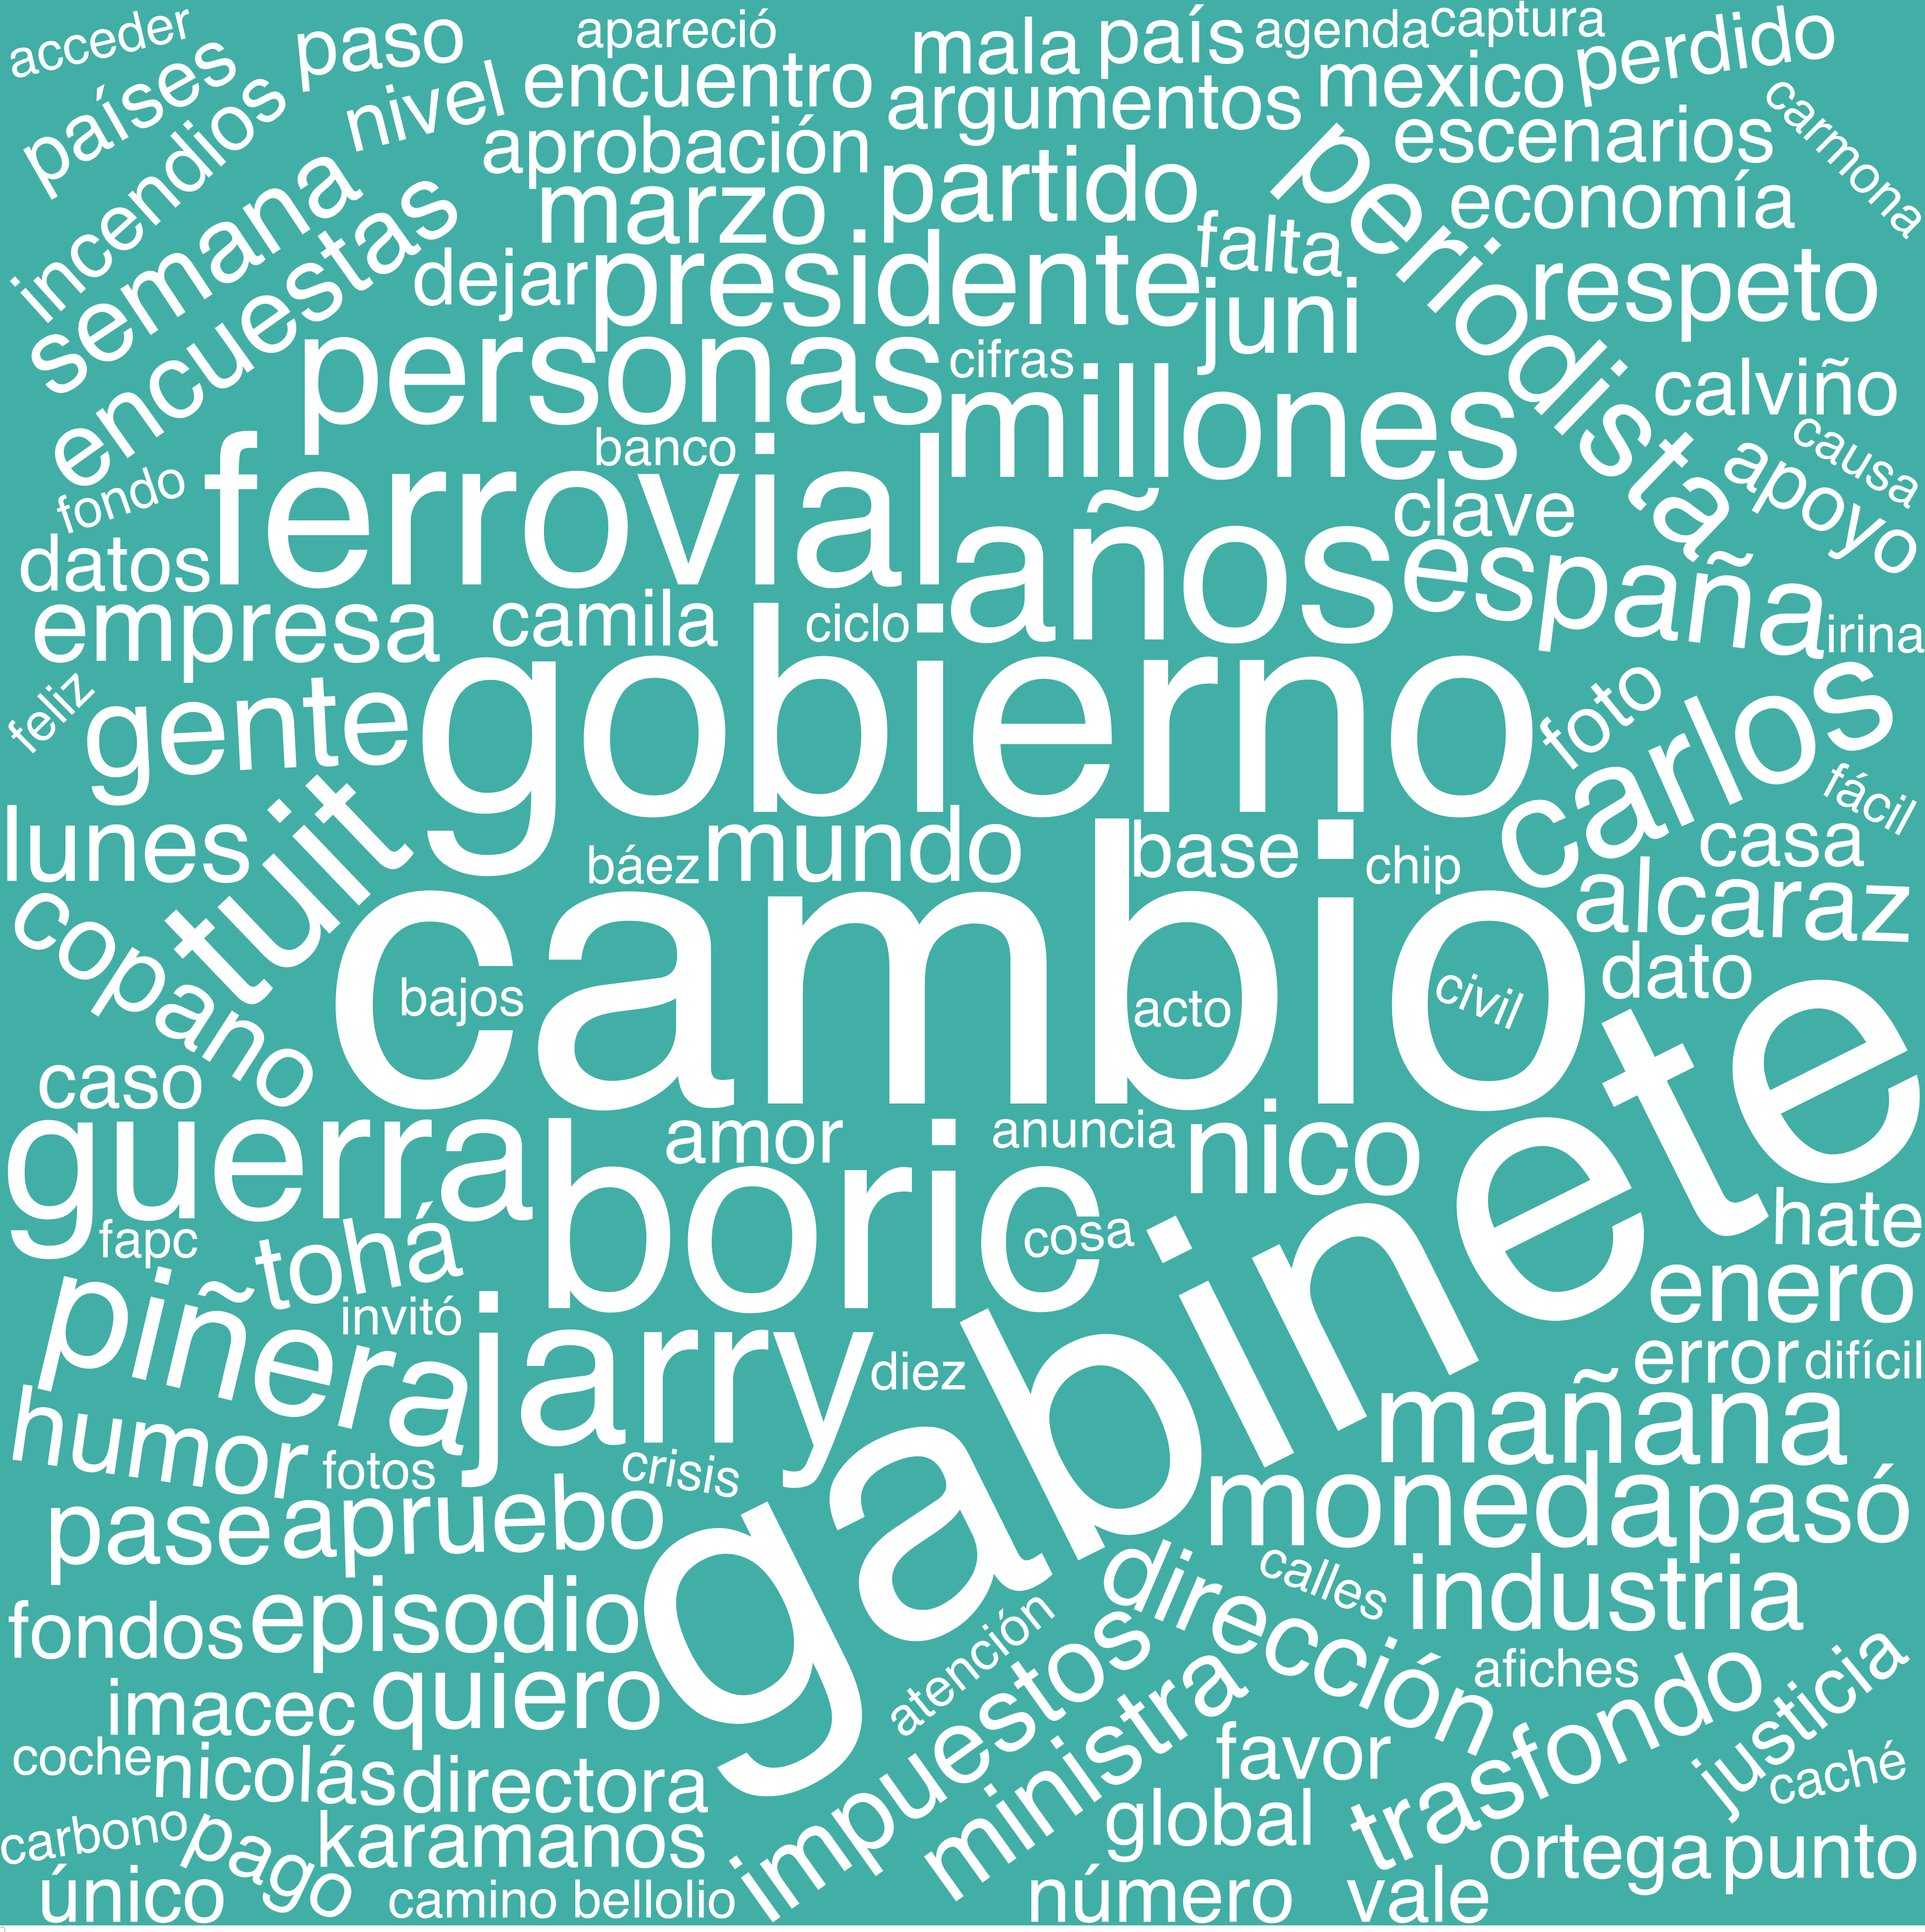 acceder
paso
apareció
mala
país
agenda
captura
países
nivel
encuentro
argumentos
mexico
perdido
incendios
aprobación
escenarios
carmona
semana
marzo
partido
economía
encuestas
dejar
presidente
falta
juni
periodista
respeto
personas
cifras
millones
calviño
banco
fondo
ferrovial
años
clave
apoyo
causa
datos
españa
empresa
camila
ciclo
irina
feliz
gente
gobierno
foto
carlos
fácil
lunes
tuit
báez
mundo
base
chip
casa
alcaraz
copano
cambio
bajos
acto
civil
dato
caso
guerra
boric
amor
anuncia
nico
gabinete
hate
fapc
tohá
cosa
invitó
enero
piñera
jarry
diez
error
difícil
humor
fotos
crisis
mañana
pase
apruebo
moneda
pasó
fondos
episodio
dirección
calles
industria
imacec
quiero
atención
impuestos
ministra
afiches
trasfondo
justicia
coche
nicolás
directora
favor
caché
carbono
pago
karamanos
global
ortega
punto
único
camino
bellolio
número
vale